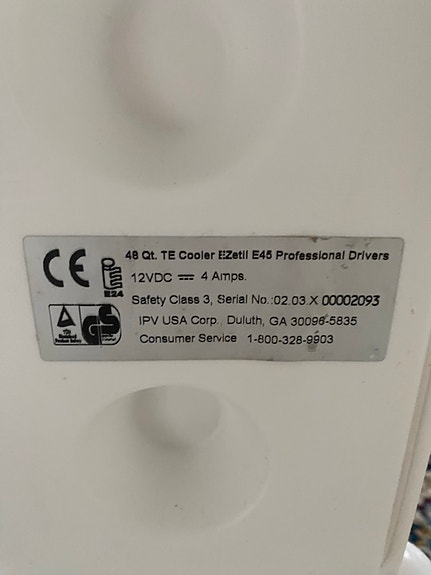 CE
48 Qt. TE Cooler EZetil E45 Professional Drivers
E24
12VDC ⎓ 4 Amps.
Safety Class 3, Serial No.:02.03 X 00002093
IPV USA Corp. Duluth, GA 30096-5835
Consumer Service 1-800-328-9903
GS